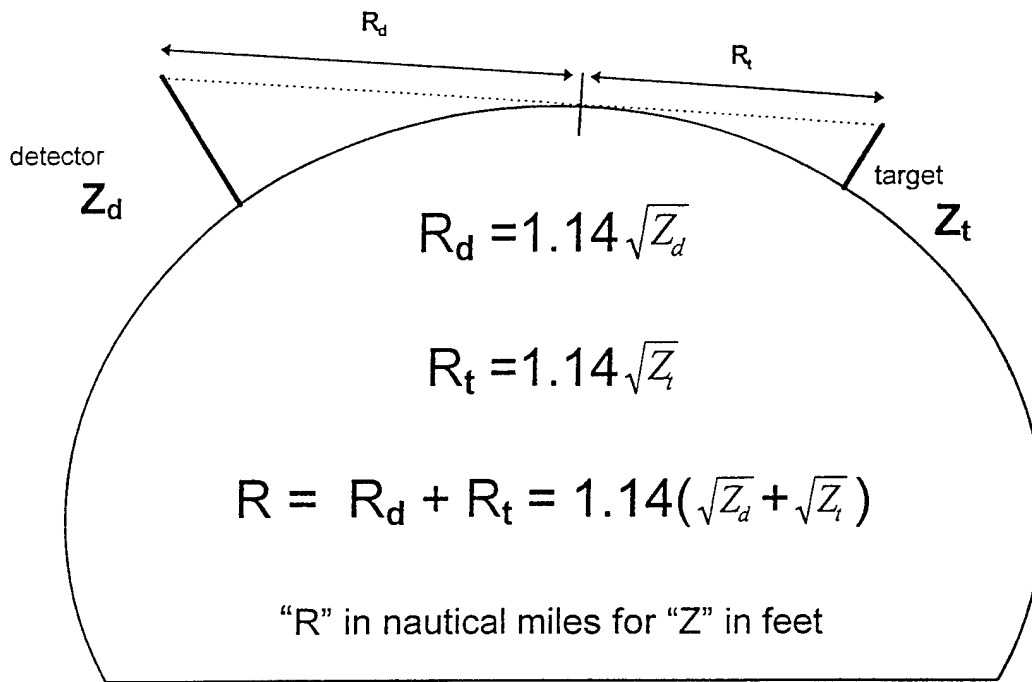 R_d
R_t
detector
Z_d
target
Z_t
R_d =1.14√Z_d
R_t =1.14√Z_t
R = R_d + R_t = 1.14(√Z_d + √Z_t)
“R” in nautical miles for “Z” in feet